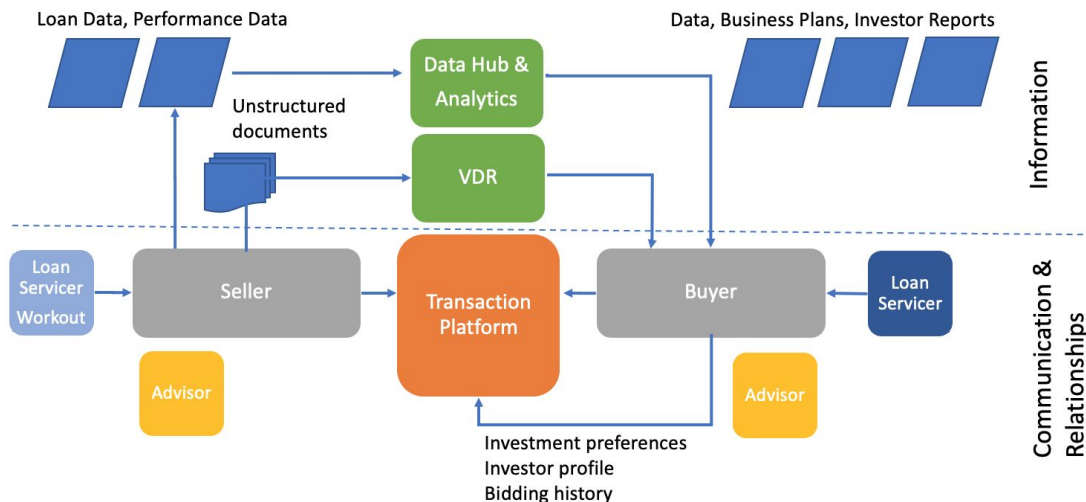 Loan Data, Performance Data
Data, Business Plans, Investor Reports
Data Hub &
Analytics
Unstructured
documents
VDR
Information
Loan
Servicer
Workout
Seller
Transaction
Platform
Buyer
Loan
Servicer
Advisor
Advisor
Investment preferences
Investor profile
Bidding history
Communication &
Relationships